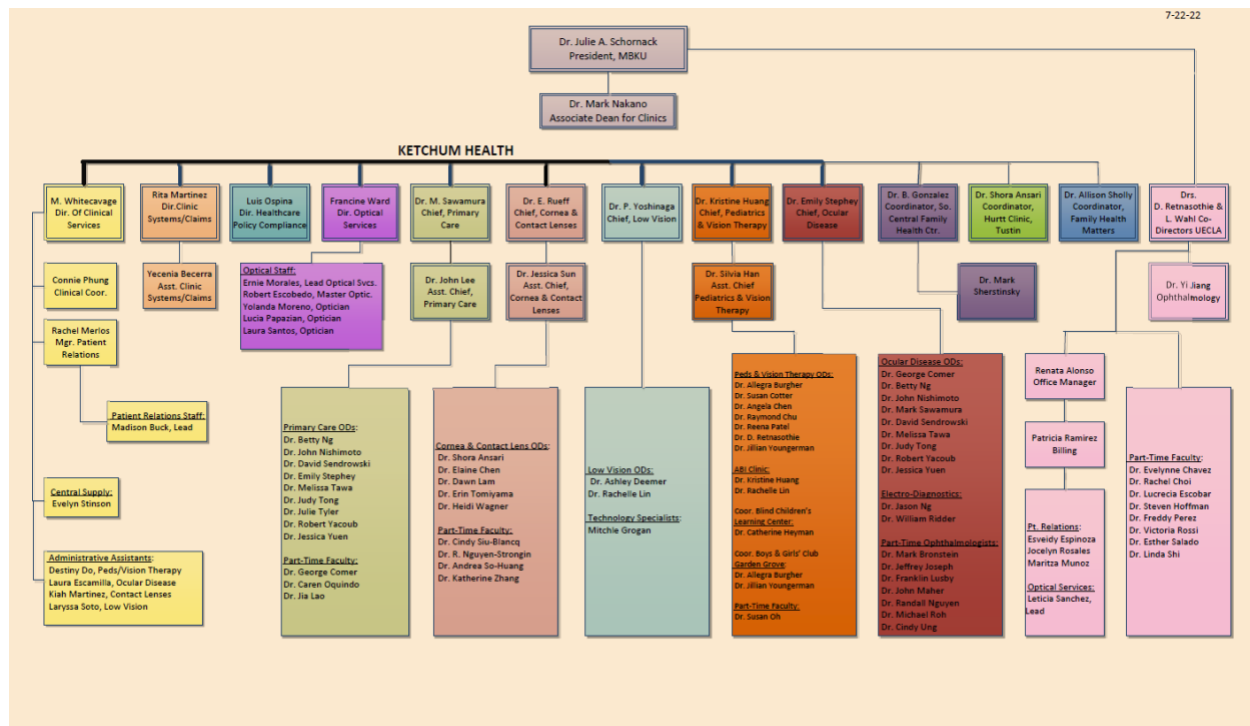 7-22-22
Dr. Julie A. Schornack
President, MBKU
Dr. Mark Nakano
Associate Dean for Clinics
KETCHUM HEALTH
M. Whitecavage
Dir. Of Clinical
Services
Rita Martinez
Dir.Clinic
Systems/Claims
Luis Ospina
Dir. Healthcare
Policy Compliance
Francine Ward
Dir. Optical
Services
Dr. M. Sawamura
Chief, Primary
Care
Dr. E. Rueff
Chief, Cornea &
Contact Lenses
Dr. P. Yoshinaga
Chief, Low Vision
Dr. Kristine Huang
Chief, Pediatrics
& Vision Therapy
Dr. Emily Stephey
Chief, Ocular
Disease
Dr. B. Gonzalez
Coordinator, So.
Central Family
Health Ctr.
Dr. Shora Ansari
Coordinator,
Hurtt Clinic,
Tustin
Dr. Allison Sholly
Coordinator,
Family Health
Matters
Drs.
D. Retnasothie &
L. Wahl Co-
Directors UECLA
Connie Phung
Clinical Coor.
Yecenia Becerra
Asst. Clinic
Systems/Claims
Optical Staff:
Ernie Morales, Lead Optical Svcs.
Robert Escobedo, Master Optic.
Yolanda Moreno, Optician
Lucia Papazian, Optician
Laura Santos, Optician
Dr. John Lee
Asst. Chief,
Primary Care
Dr. Jessica Sun
Asst. Chief,
Cornea & Contact
Lenses
Dr. Silvia Han
Asst. Chief
Pediatrics & Vision
Therapy
Dr. Mark
Sherstinsky
Dr. Yi Jiang
Ophthalmology
Rachel Merlos
Mgr. Patient
Relations
Patient Relations Staff:
Madison Buck, Lead
Central Supply:
Evelyn Stinson
Administrative Assistants:
Destiny Do, Peds/Vision Therapy
Laura Escamilla, Ocular Disease
Kiah Martinez, Contact Lenses
Laryssa Soto, Low Vision
Primary Care ODs:
Dr. Betty Ng
Dr. John Nishimoto
Dr. David Sendrowski
Dr. Emily Stephey
Dr. Melissa Tawa
Dr. Judy Tong
Dr. Julie Tyler
Dr. Robert Yacoub
Dr. Jessica Yuen
Part-Time Faculty:
Dr. George Comer
Dr. Caren Oquindo
Dr. Jia Lao
Cornea & Contact Lens ODs:
Dr. Shora Ansari
Dr. Elaine Chen
Dr. Dawn Lam
Dr. Erin Tomiyama
Dr. Heidi Wagner
Part-Time Faculty:
Dr. Cindy Siu-Blancq
Dr. R. Nguyen-Strongin
Dr. Andrea So-Huang
Dr. Katherine Zhang
Low Vision ODs:
Dr. Ashley Deemer
Dr. Rachelle Lin
Technology Specialists:
Mitchie Grogan
Peds & Vision Therapy ODs:
Dr. Allegra Burgher
Dr. Susan Cotter
Dr. Angela Chen
Dr. Raymond Chu
Dr. Reena Patel
Dr. D. Retnasothie
Dr. Jillian Youngerman
ABI Clinic:
Dr. Kristine Huang
Dr. Rachelle Lin
Coor. Blind Children's
Learning Center:
Dr. Catherine Heyman
Coor. Boys & Girls' Club
Garden Grove:
Dr. Allegra Burgher
Dr. Jillian Youngerman
Part-Time Faculty:
Dr. Susan Oh
Ocular Disease ODs:
Dr. George Comer
Dr. Betty Ng
Dr. John Nishimoto
Dr. Mark Sawamura
Dr. David Sendrowski
Dr. Melissa Tawa
Dr. Judy Tong
Dr. Robert Yacoub
Dr. Jessica Yuen
Electro-Diagnostics:
Dr. Jason Ng
Dr. William Ridder
Part-Time Ophthalmologists:
Dr. Mark Bronstein
Dr. Jeffrey Joseph
Dr. Franklin Lusby
Dr. John Maher
Dr. Randall Nguyen
Dr. Michael Roh
Dr. Cindy Ung
Renata Alonso
Office Manager
Patricia Ramirez
Billing
Pt. Relations:
Esveidy Espinoza
Jocelyn Rosales
Maritza Munoz
Optical Services:
Leticia Sanchez,
Lead
Part-Time Faculty:
Dr. Evelynne Chavez
Dr. Rachel Choi
Dr. Lucrecia Escobar
Dr. Steven Hoffman
Dr. Freddy Perez
Dr. Victoria Rossi
Dr. Esther Salado
Dr. Linda Shi